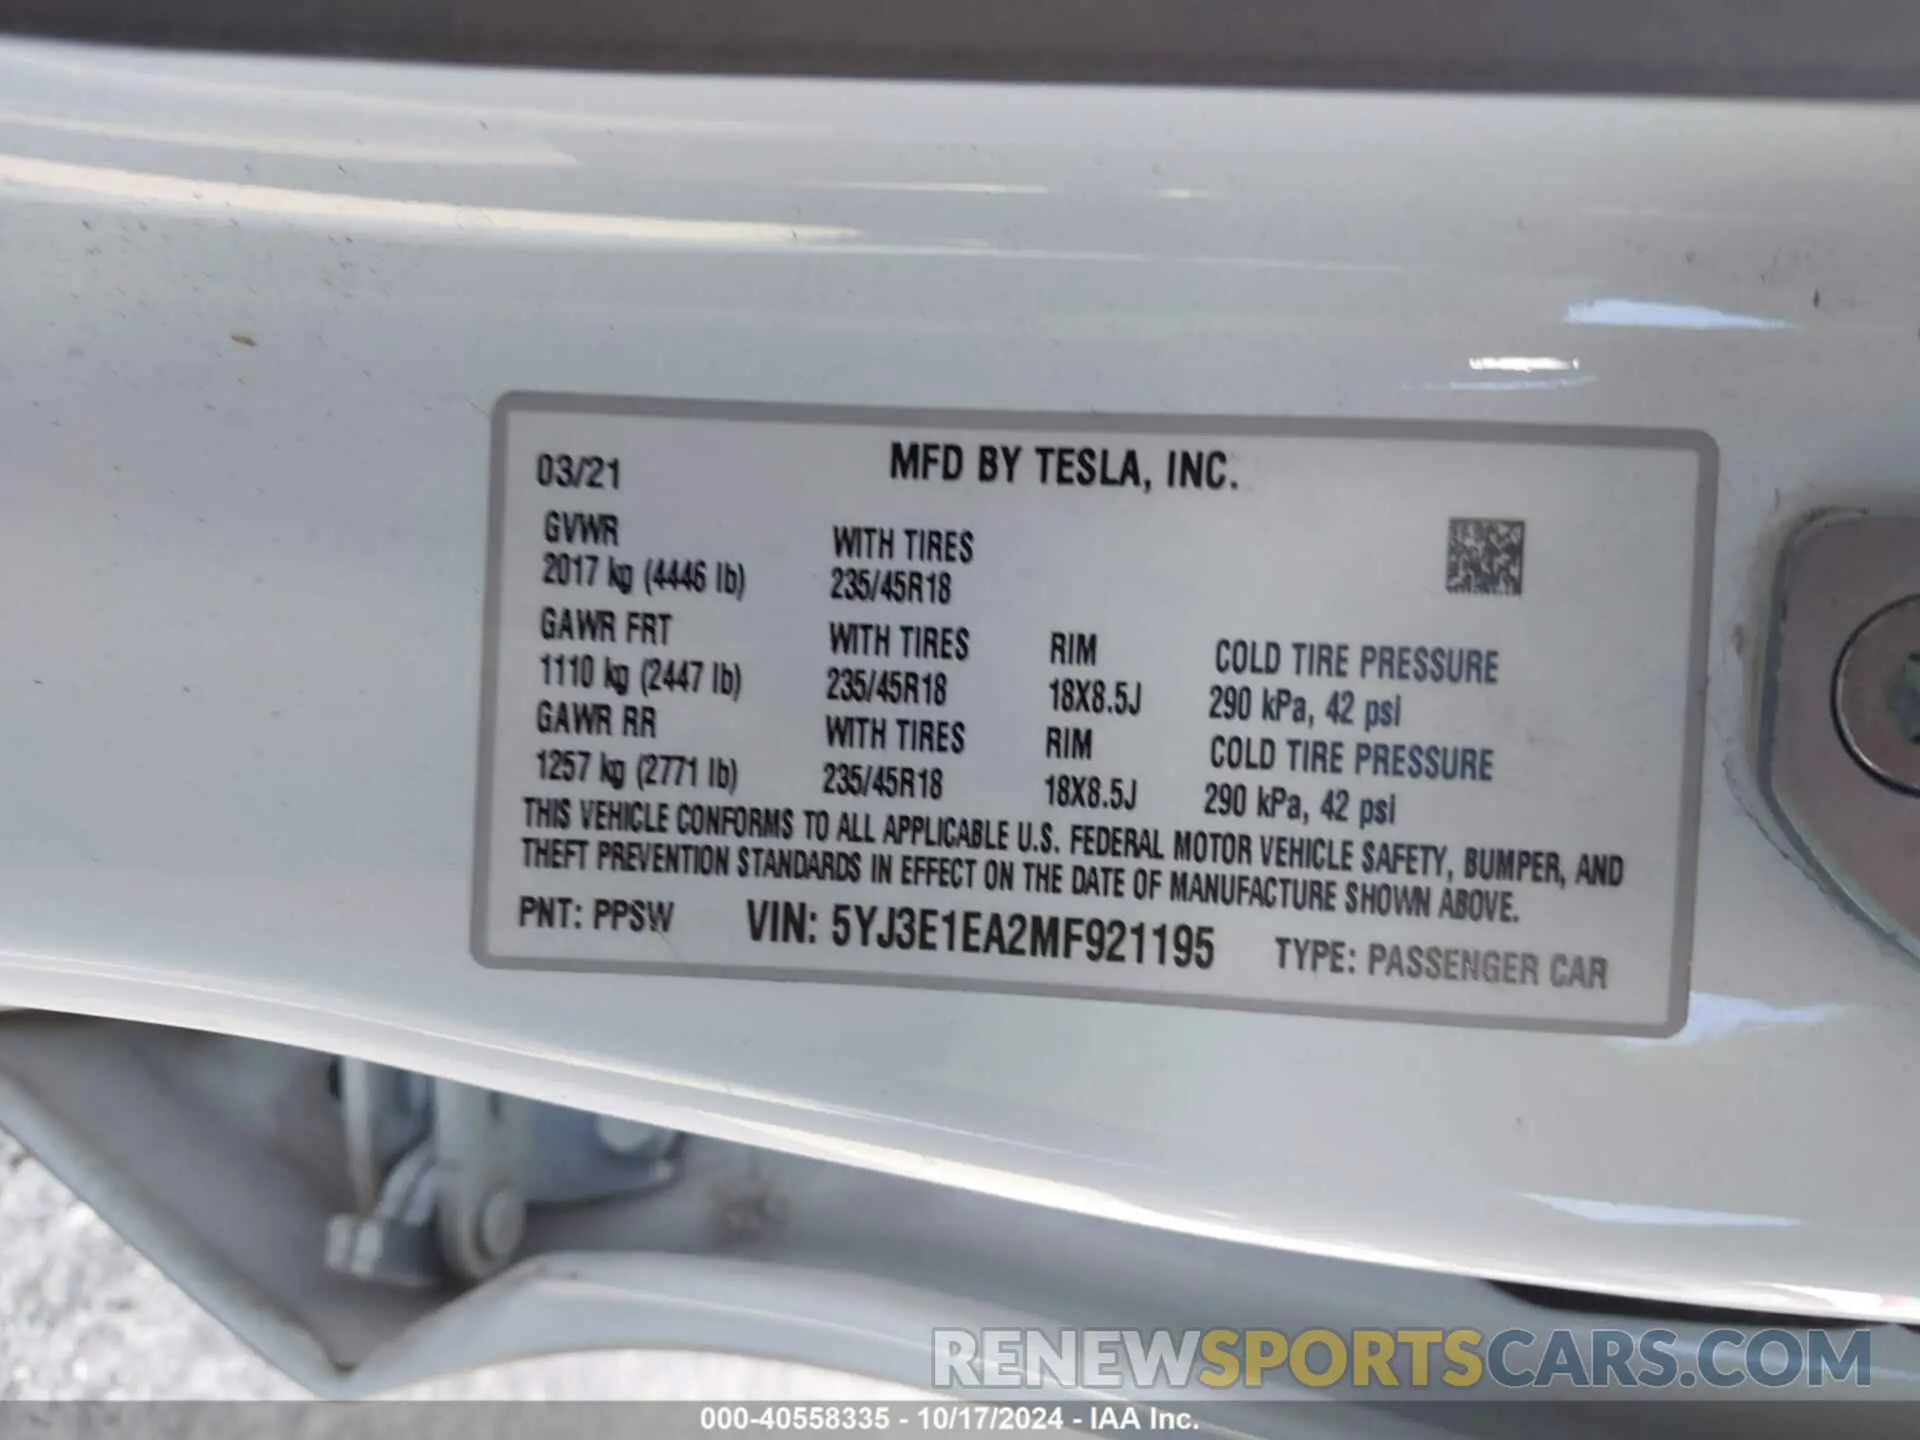 03/21 MFD BY TESLA, INC.
GVWR WITH TIRES
2017 kg (4446 lb) 235/45R18
GAWR FRT WITH TIRES RIM COLD TIRE PRESSURE
1110 kg (2447 lb) 235/45R18 18X8.5J 290 kPa, 42 psi
GAWR RR WITH TIRES RIM COLD TIRE PRESSURE
1257 kg (2771 lb) 235/45R18 18X8.5J 290 kPa, 42 psi
THIS VEHICLE CONFORMS TO ALL APPLICABLE U.S. FEDERAL MOTOR VEHICLE SAFETY, BUMPER, AND
THEFT PREVENTION STANDARDS IN EFFECT ON THE DATE OF MANUFACTURE SHOWN ABOVE.
PNT: PPSW VIN: 5YJ3E1EA2MF921195 TYPE: PASSENGER CAR
RENEWSPORTSCARS.COM
000-40558335 - 10/17/2024 - IAA Inc.